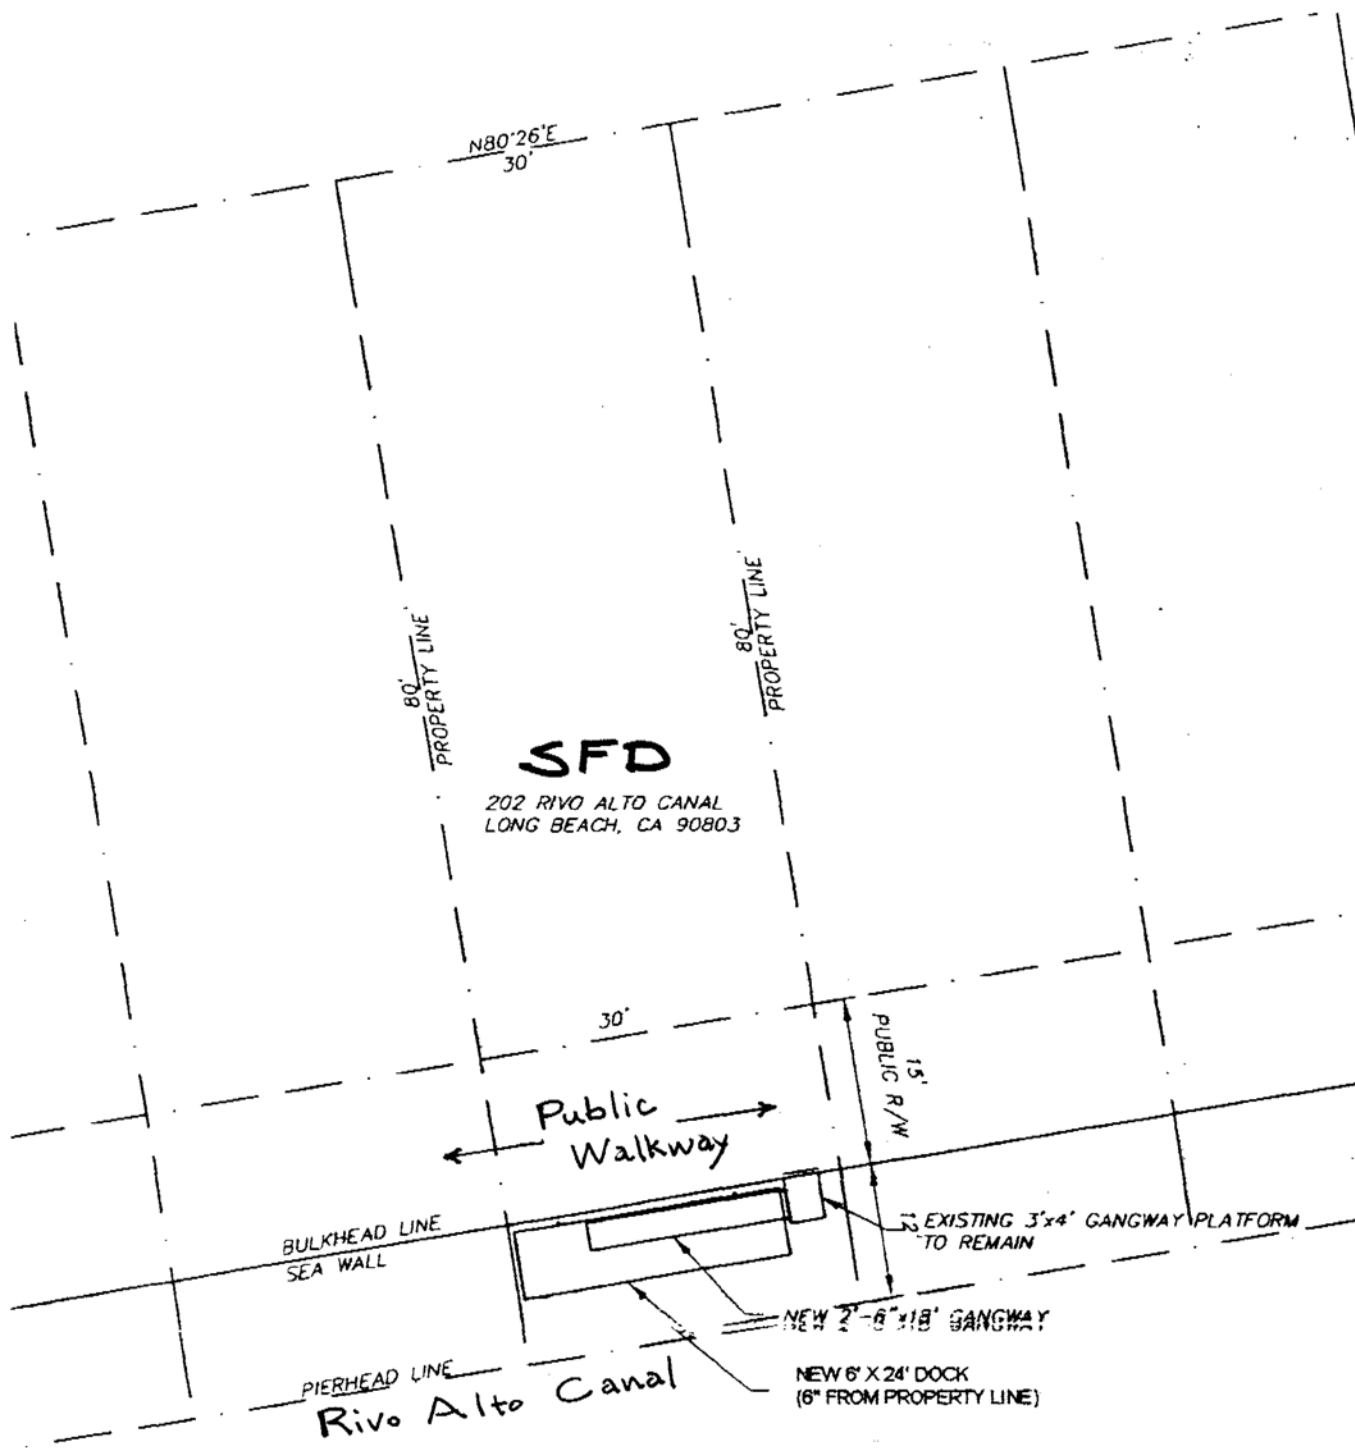 N80°26'E
30'
80'
PROPERTY LINE
80'
PROPERTY LINE
SFD
202 RIVO ALTO CANAL
LONG BEACH, CA 90803
30'
15'
PUBLIC R/W
Public
Walkway
BULKHEAD LINE
SEA WALL
12'
EXISTING 3'x4' GANGWAY PLATFORM
TO REMAIN
NEW 2'-6"x18' GANGWAY
PIERHEAD LINE
NEW 6' X 24' DOCK
(6" FROM PROPERTY LINE)
Rivo Alto Canal